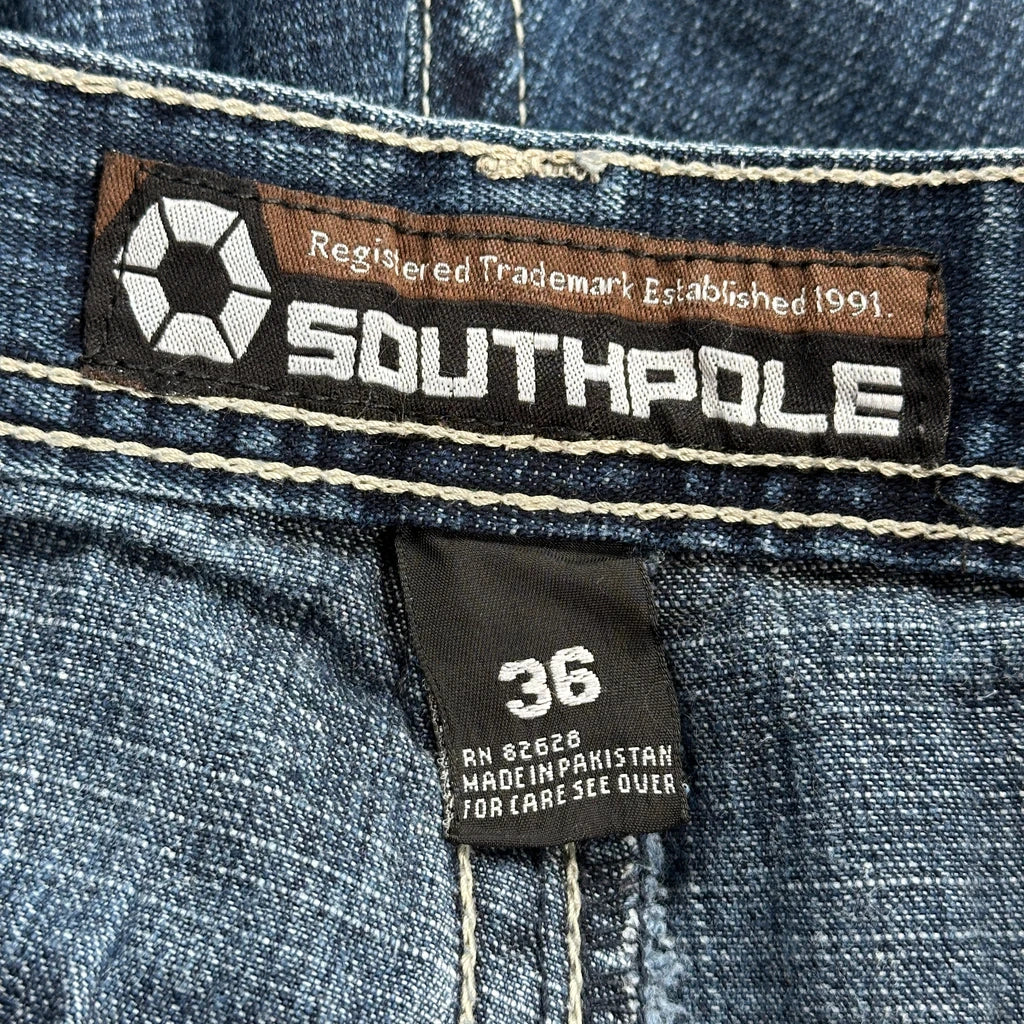 Registered Trademark Established 1991.
SOUTHPOLE
36
RN 82628
MADE IN PAKISTAN
FOR CARE SEE OVER